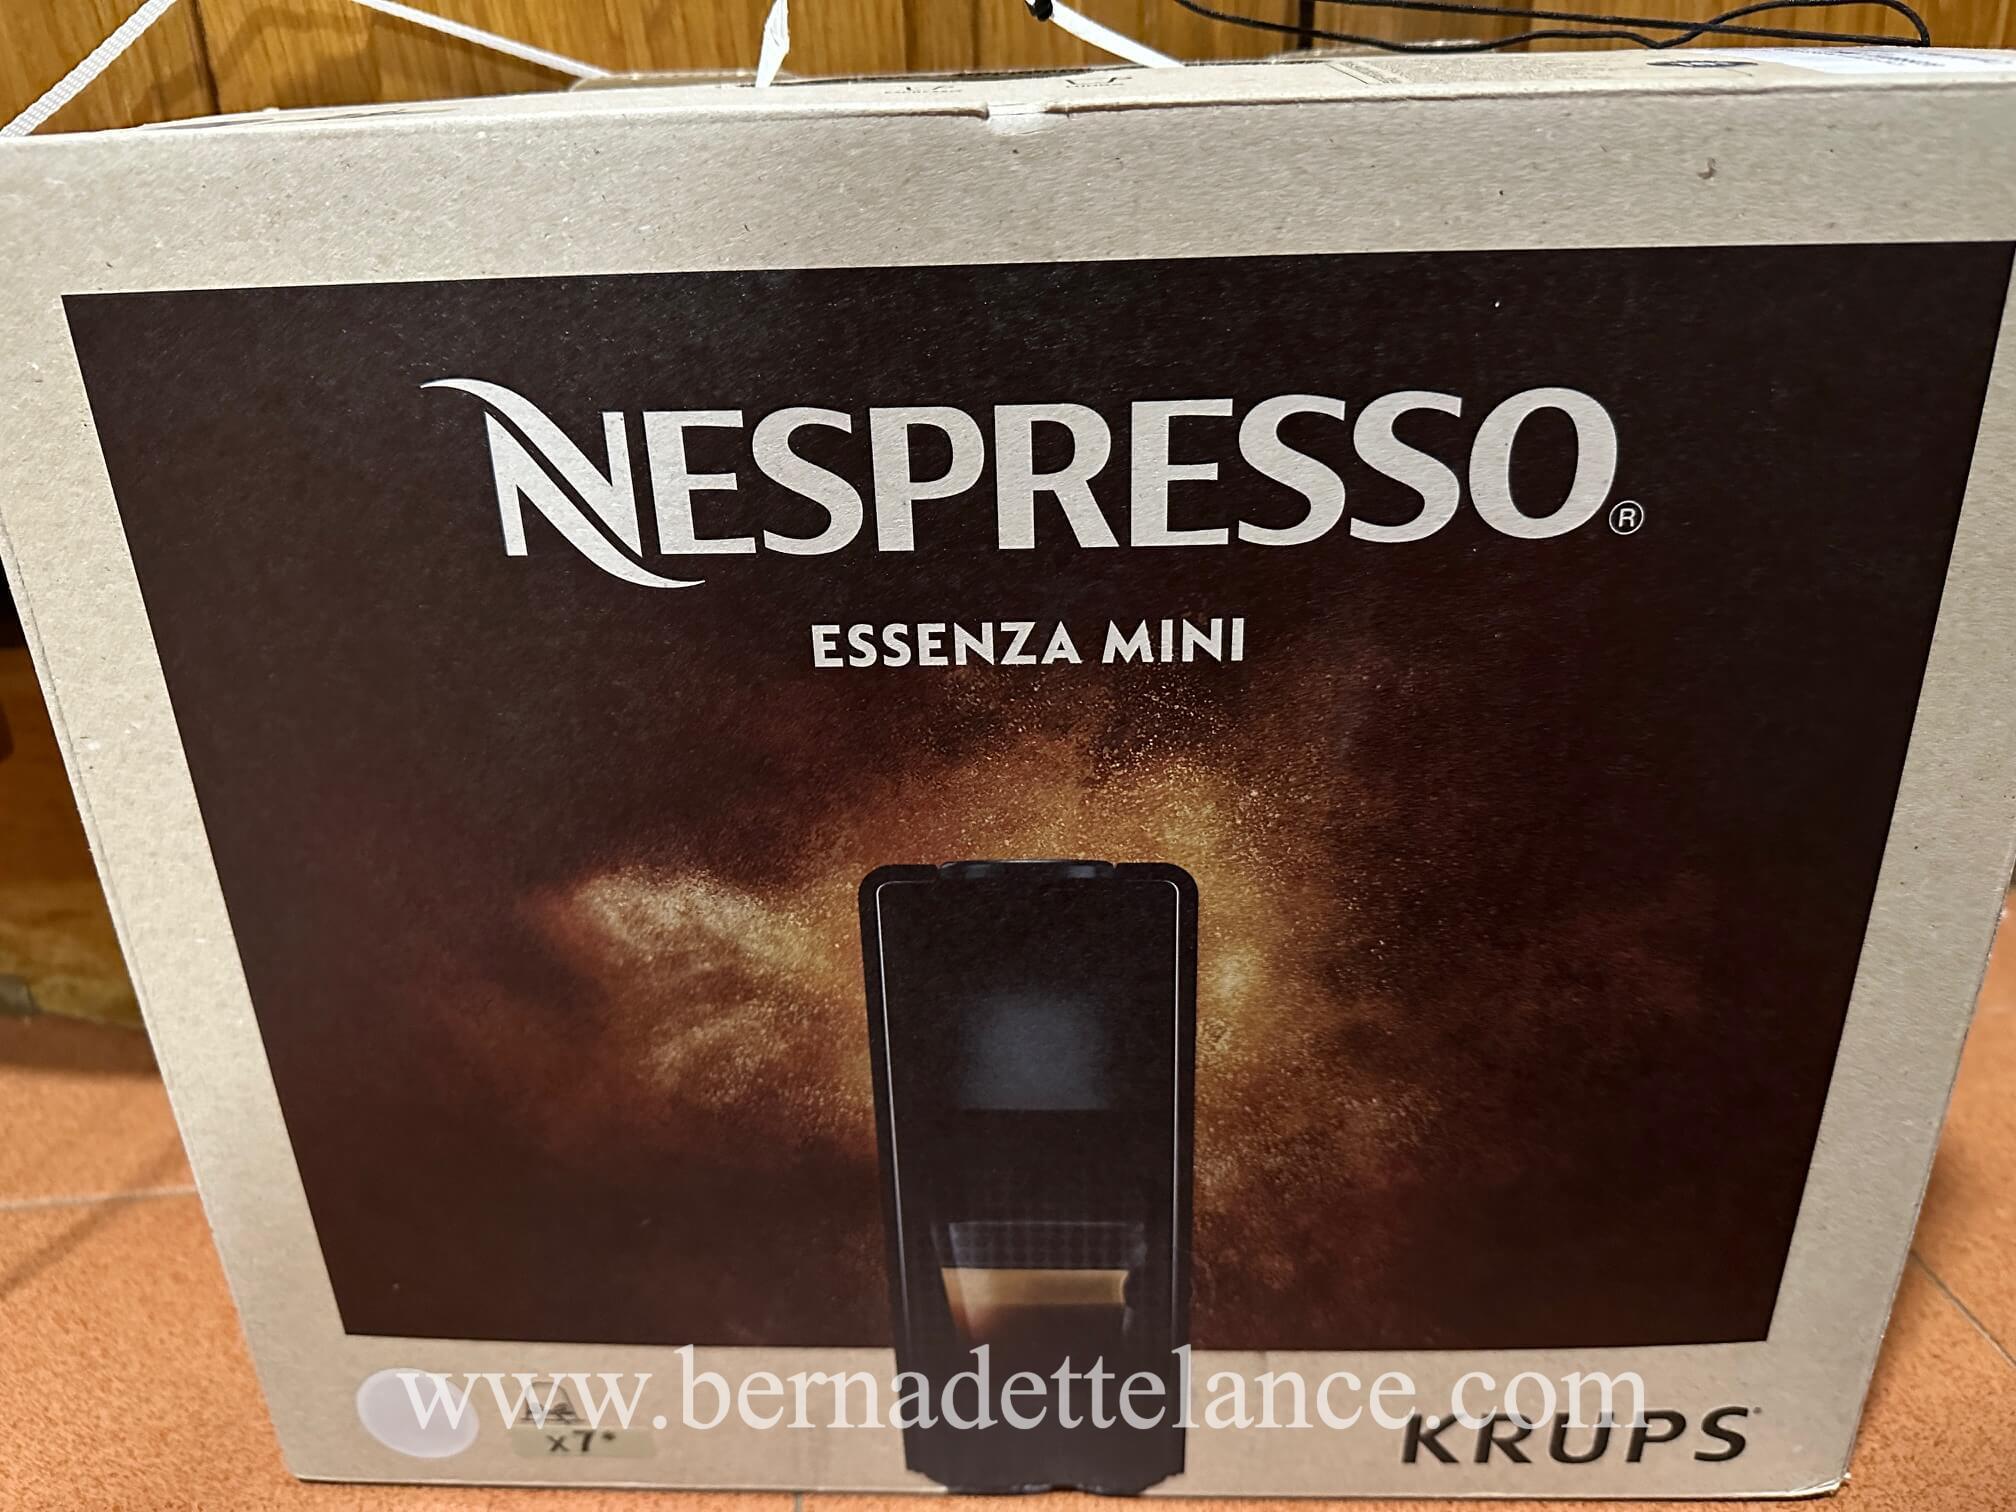 NESPRESSO®
ESSENZA MINI
www.bernadettelance.com
x7*
KRUPS